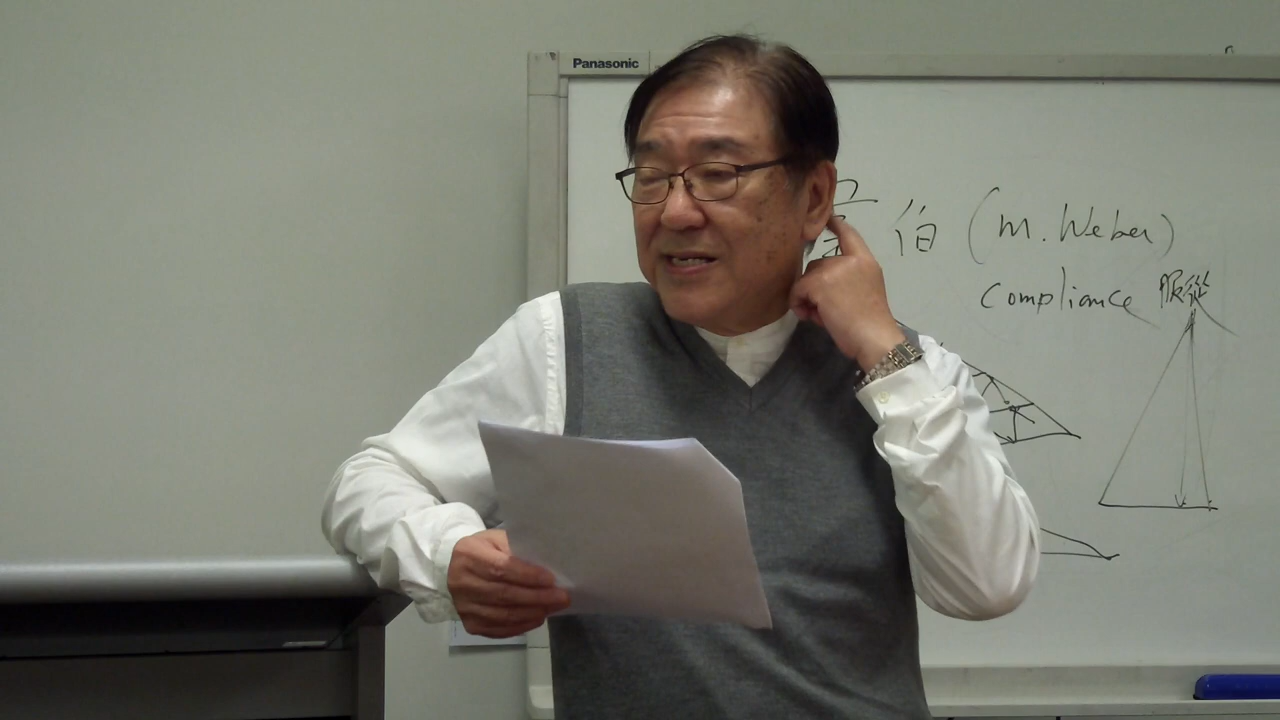 Panasonic
伯 (M. Weber)
compliance 服從